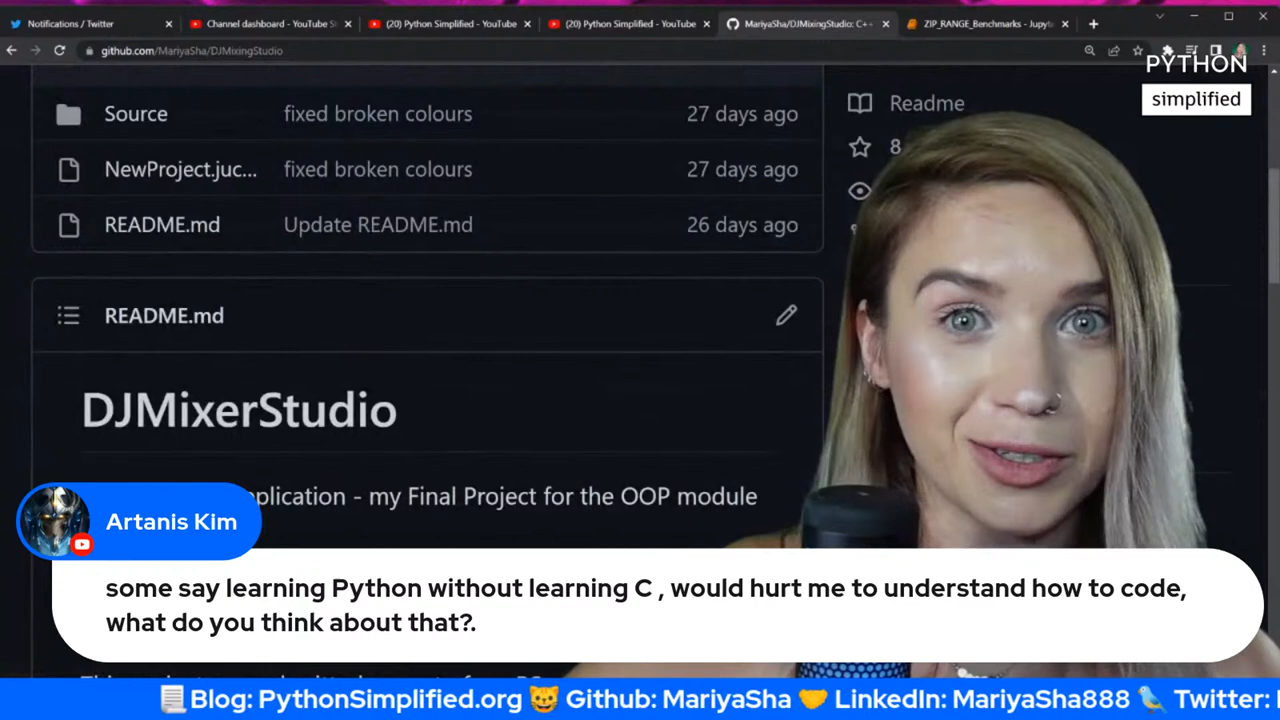 Notifications / Twitter
Channel dashboard - YouTube
(20) Python Simplified - YouTube
(20) Python Simplified - YouTube
MariyaSha/DJMixingStudio: C++
ZIP_RANGE_Benchmarks - Jupyt
github.com/MariyaSha/DJMixingStudio
PYTHON
simplified
Source fixed broken colours 27 days ago
NewProject.juc... fixed broken colours 27 days ago
README.md Update README.md 26 days ago
Readme
8
README.md
DJMixerStudio
plication - my Final Project for the OOP module
Artanis Kim
some say learning Python without learning C , would hurt me to understand how to code,
what do you think about that?.
Blog: PythonSimplified.org 😺 Github: MariyaSha 🤝 LinkedIn: MariyaSha888 🐦 Twitter: